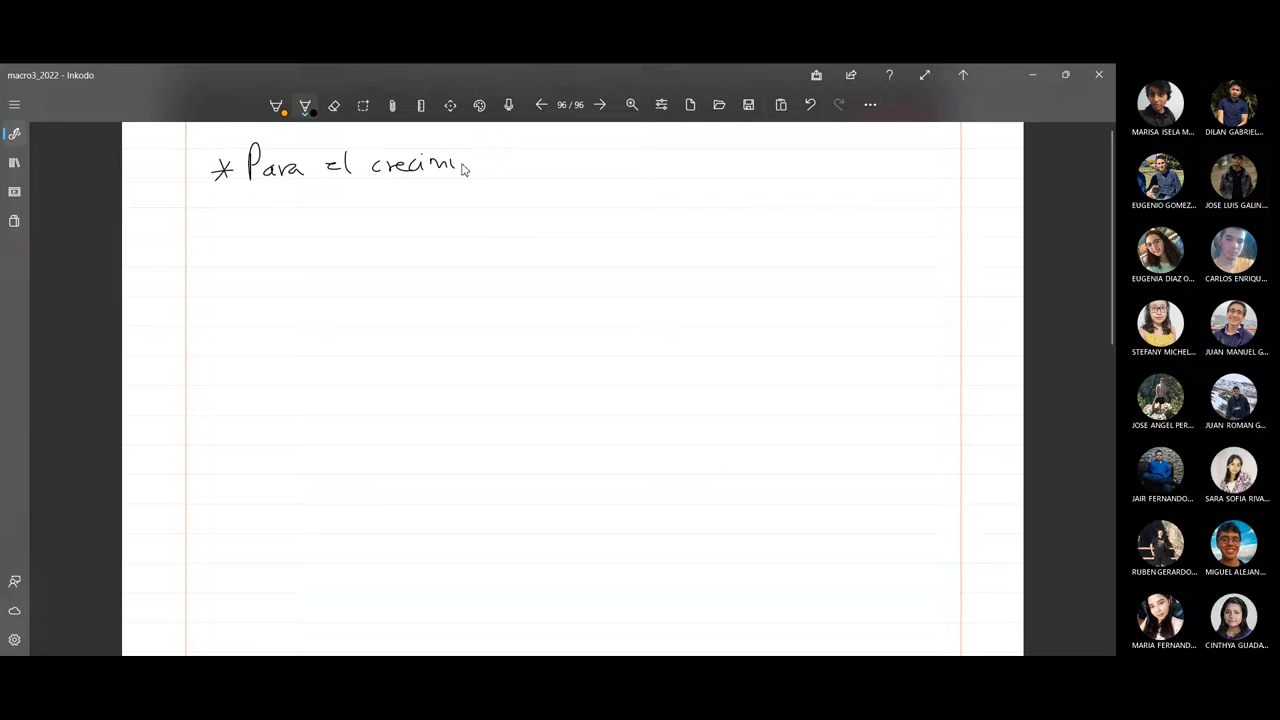 macro3_2022 - Inkodo
96 / 96
* Para el crecimi
MARISA ISELA M...
DILAN GABRIEL...
EUGENIO GOMEZ...
JOSE LUIS GALIN...
EUGENIA DIAZ O...
CARLOS ENRIQU...
STEFANY MICHEL...
JUAN MANUEL G...
JOSE ANGEL PER...
JUAN ROMAN G...
JAIR FERNANDO...
SARA SOFIA RIVA...
RUBEN GERARDO...
MIGUEL ALEJAN...
MARIA FERNAND...
CINTHYA GUADA...